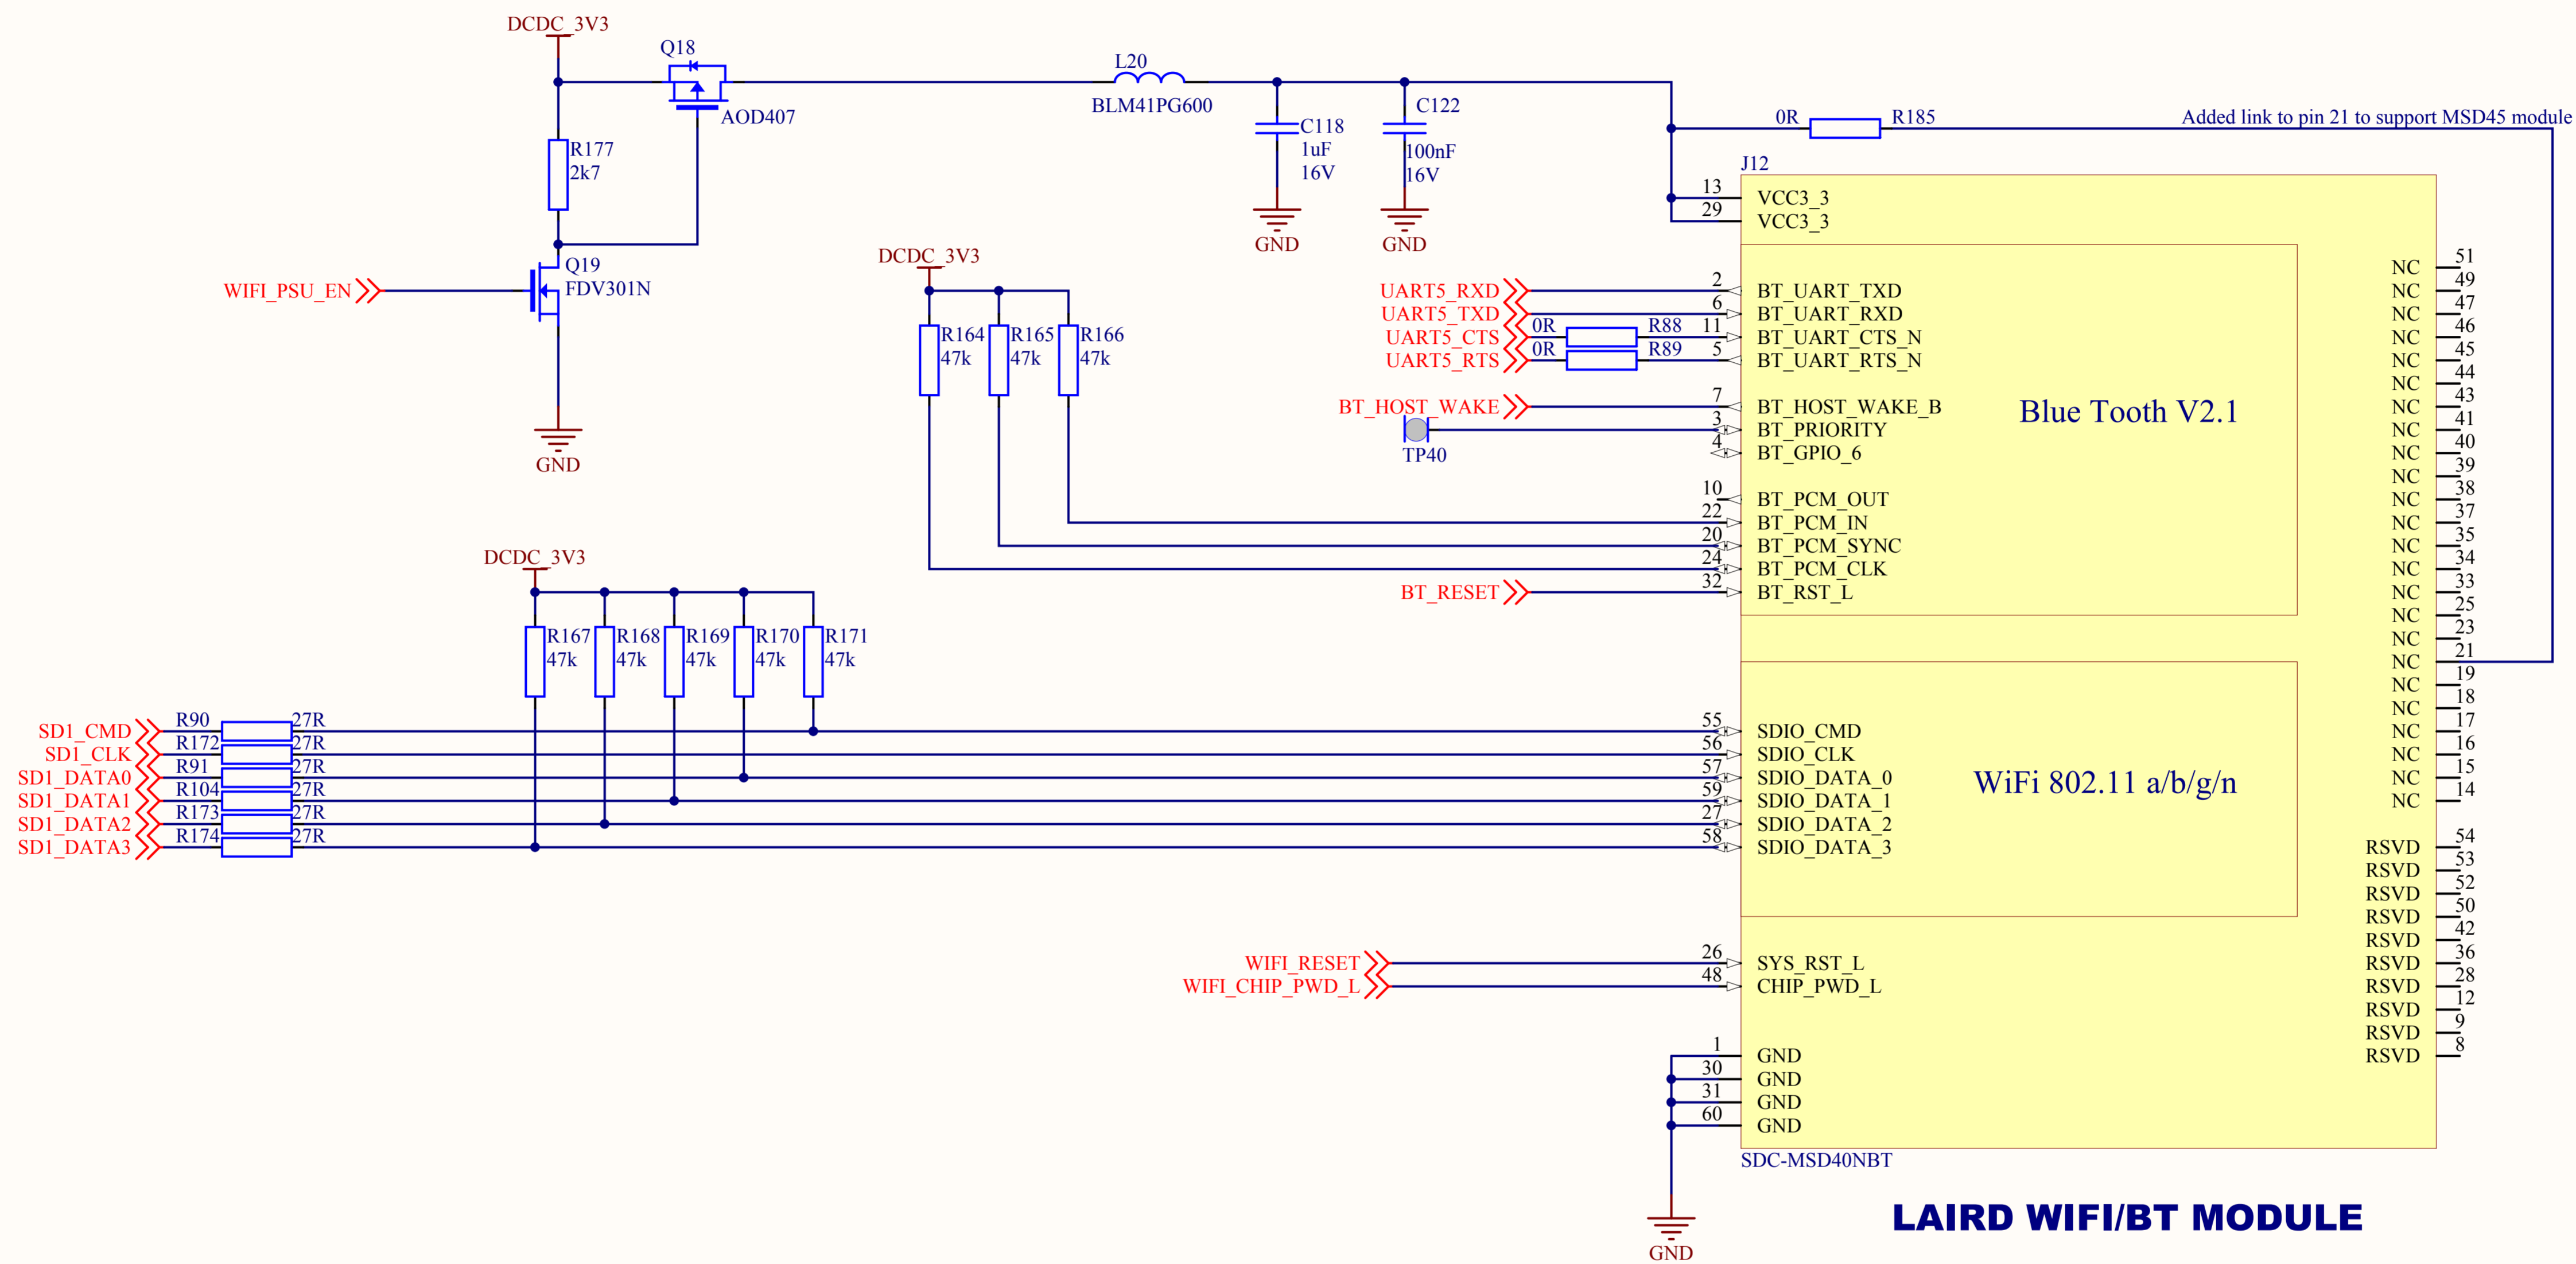 DCDC_3V3
Q18
AOD407
L20
BLM41PG600
R177
2k7
C118
1uF
16V
C122
100nF
16V
GND
GND
0R
R185
Added link to pin 21 to support MSD45 module
J12
Q19
FDV301N
WIFI_PSU_EN
GND
DCDC_3V3
R164
47k
R165
47k
R166
47k
13
VCC3_3
29
VCC3_3
UART5_RXD
2
BT_UART_TXD
UART5_TXD
6
BT_UART_RXD
UART5_CTS
0R
R88
11
BT_UART_CTS_N
UART5_RTS
0R
R89
5
BT_UART_RTS_N
BT_HOST_WAKE
7
BT_HOST_WAKE_B
TP40
3
BT_PRIORITY
4
BT_GPIO_6
10
BT_PCM_OUT
22
BT_PCM_IN
20
BT_PCM_SYNC
24
BT_PCM_CLK
BT_RESET
32
BT_RST_L
Blue Tooth V2.1
DCDC_3V3
R167
47k
R168
47k
R169
47k
R170
47k
R171
47k
SD1_CMD
R90
27R
55
SDIO_CMD
SD1_CLK
R172
27R
56
SDIO_CLK
SD1_DATA0
R91
27R
57
SDIO_DATA_0
SD1_DATA1
R104
27R
59
SDIO_DATA_1
SD1_DATA2
R173
27R
27
SDIO_DATA_2
SD1_DATA3
R174
27R
58
SDIO_DATA_3
WiFi 802.11 a/b/g/n
WIFI_RESET
26
SYS_RST_L
WIFI_CHIP_PWD_L
48
CHIP_PWD_L
1
GND
30
GND
31
GND
60
GND
GND
NC 51
NC 49
NC 47
NC 46
NC 45
NC 44
NC 43
NC 41
NC 40
NC 39
NC 38
NC 37
NC 35
NC 34
NC 33
NC 25
NC 23
NC 21
NC 19
NC 18
NC 17
NC 16
NC 15
NC 14
RSVD 54
RSVD 53
RSVD 52
RSVD 50
RSVD 42
RSVD 36
RSVD 28
RSVD 12
RSVD 9
RSVD 8
SDC-MSD40NBT
LAIRD WIFI/BT MODULE